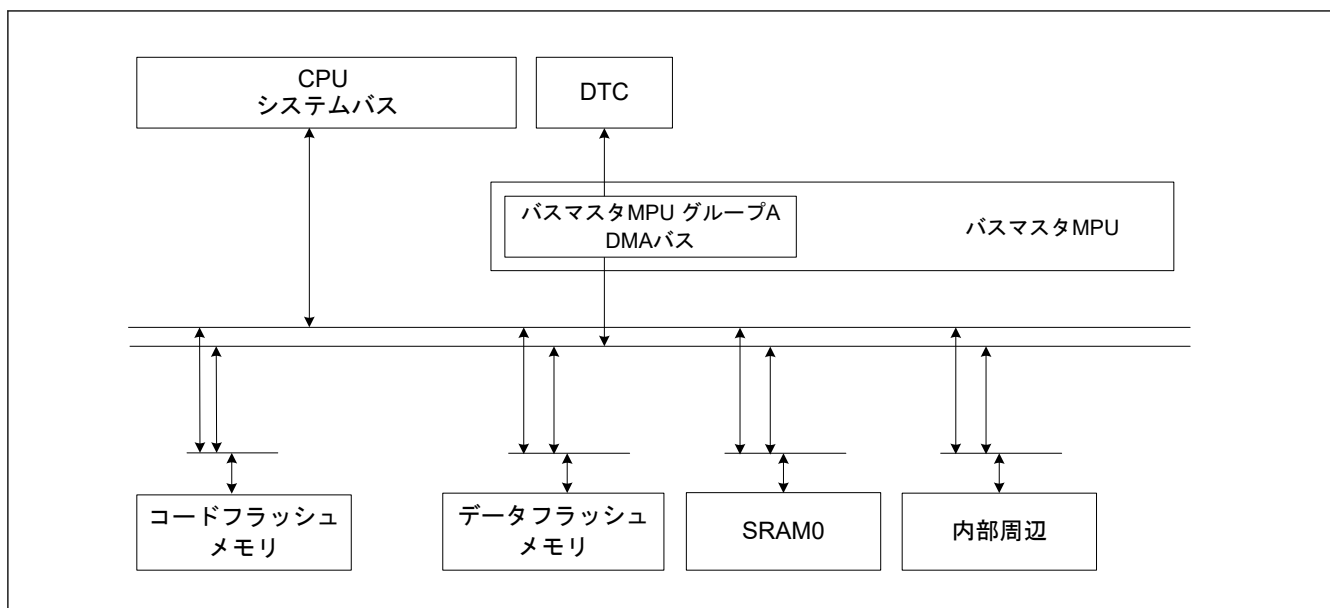 CPU
システムバス
DTC
バスマスタMPU グループA
DMAバス
バスマスタMPU
コードフラッシュ
メモリ
データフラッシュ
メモリ
SRAM0
内部周辺